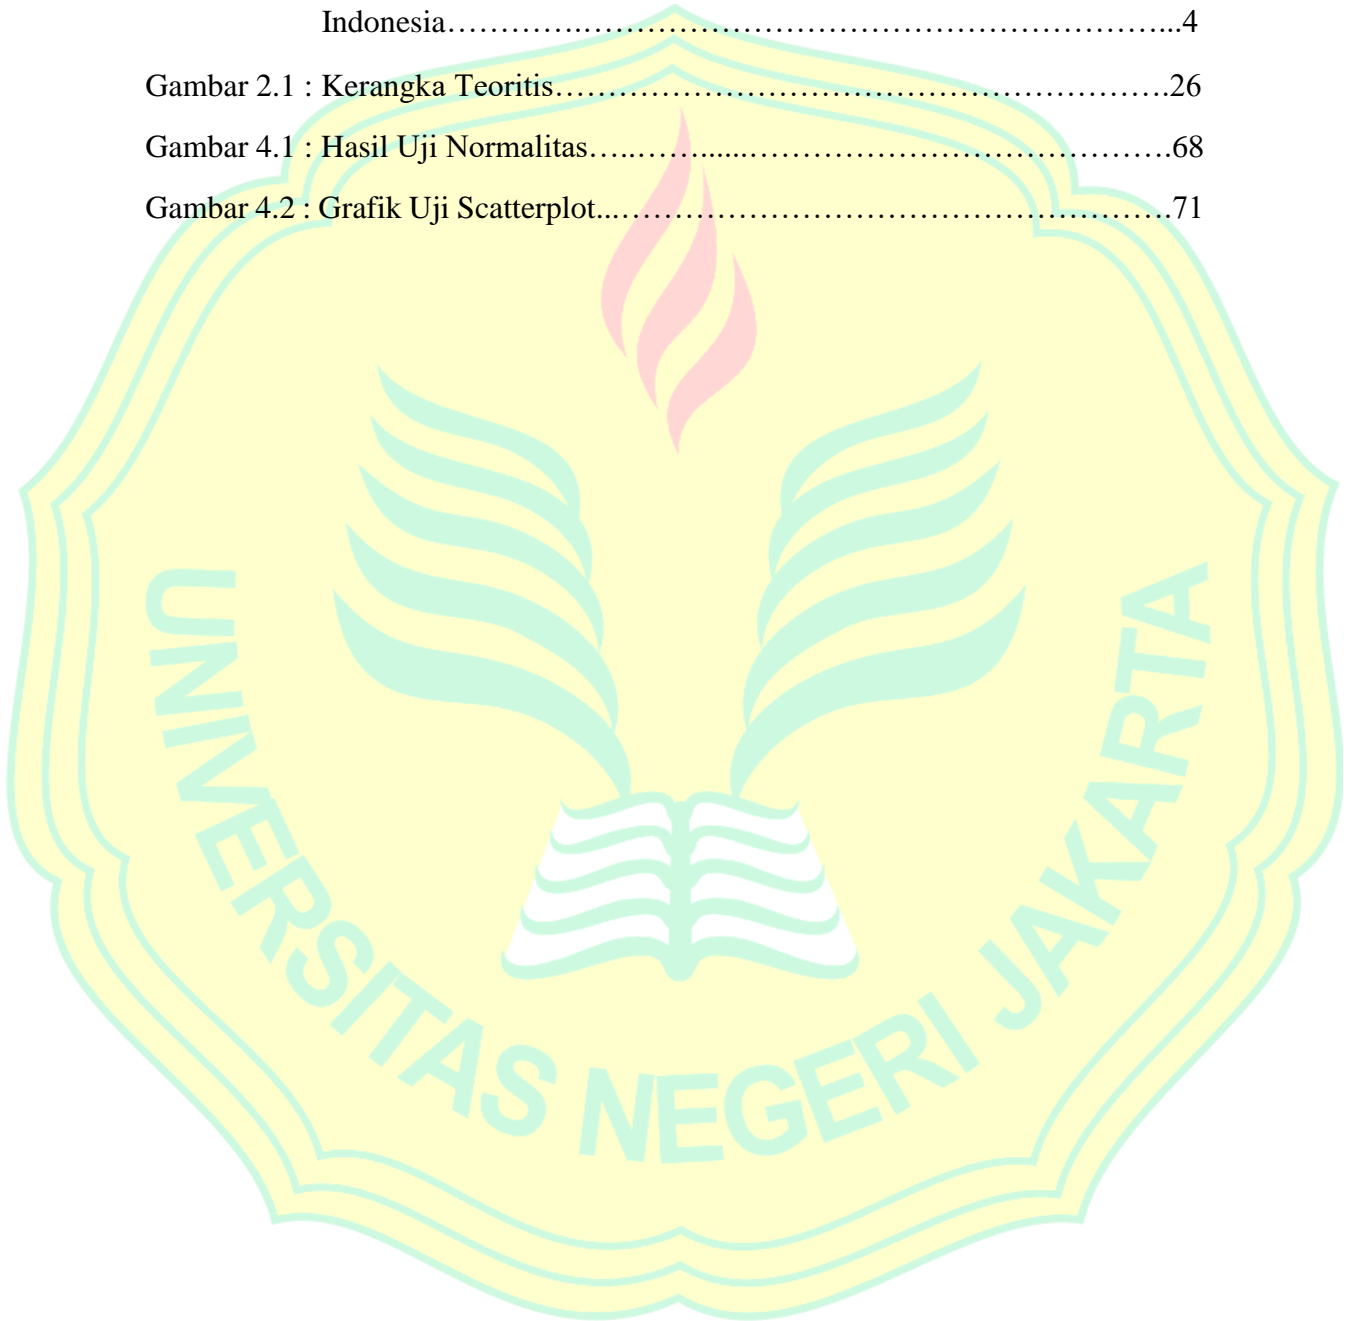 Indonesia………….…………………………………………………...4
Gambar 2.1 : Kerangka Teoritis……………………………………………….26
Gambar 4.1 : Hasil Uji Normalitas…..……......……………………………….68
Gambar 4.2 : Grafik Uji Scatterplot...………………………………………….71
UNIVERSITAS NEGERI JAKARTA